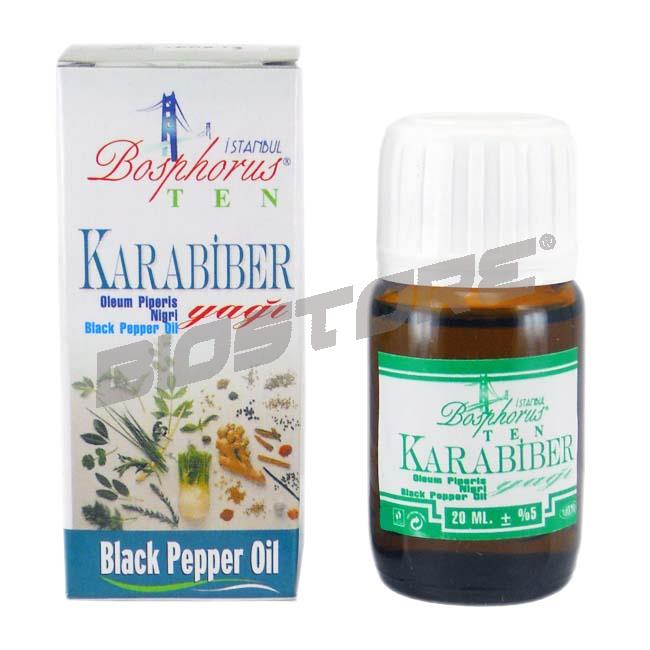 İSTANBUL
Bosphorus®
TEN
KARABİBER
Oleum Piperis
Nigri
yağı
Black Pepper Oil
Black Pepper Oil
BIOSTORE®
İSTANBUL
Bosphorus®
TEN
KARABİBER
Oleum Piperis
Nigri
yağı
Black Pepper Oil
20 ML. ± %5